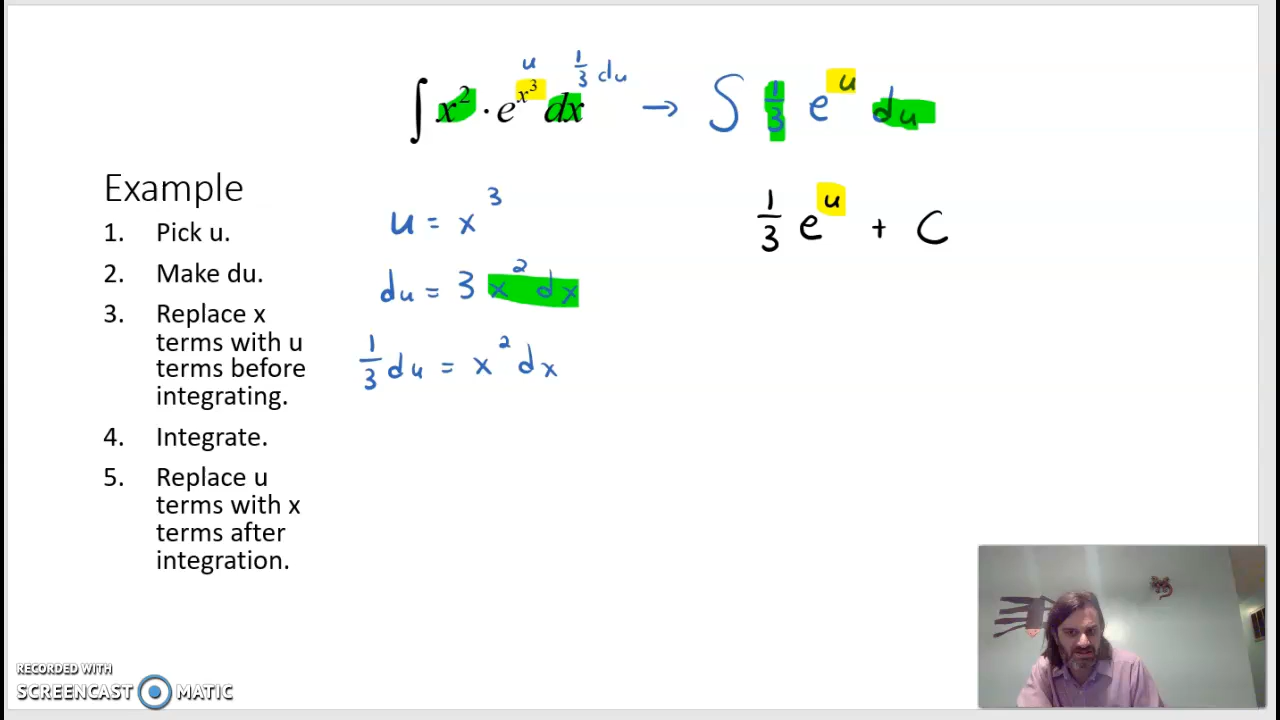 u 1/3 du
∫ x² · e^x³ dx → ∫ 1/3 e^u du
Example
1. Pick u.
2. Make du.
3. Replace x
terms with u
terms before
integrating.
4. Integrate.
5. Replace u
terms with x
terms after
integration.
u = x³
du = 3 x² dx
1/3 du = x² dx
1/3 e^u + C
RECORDED WITH
SCREENCAST MATIC